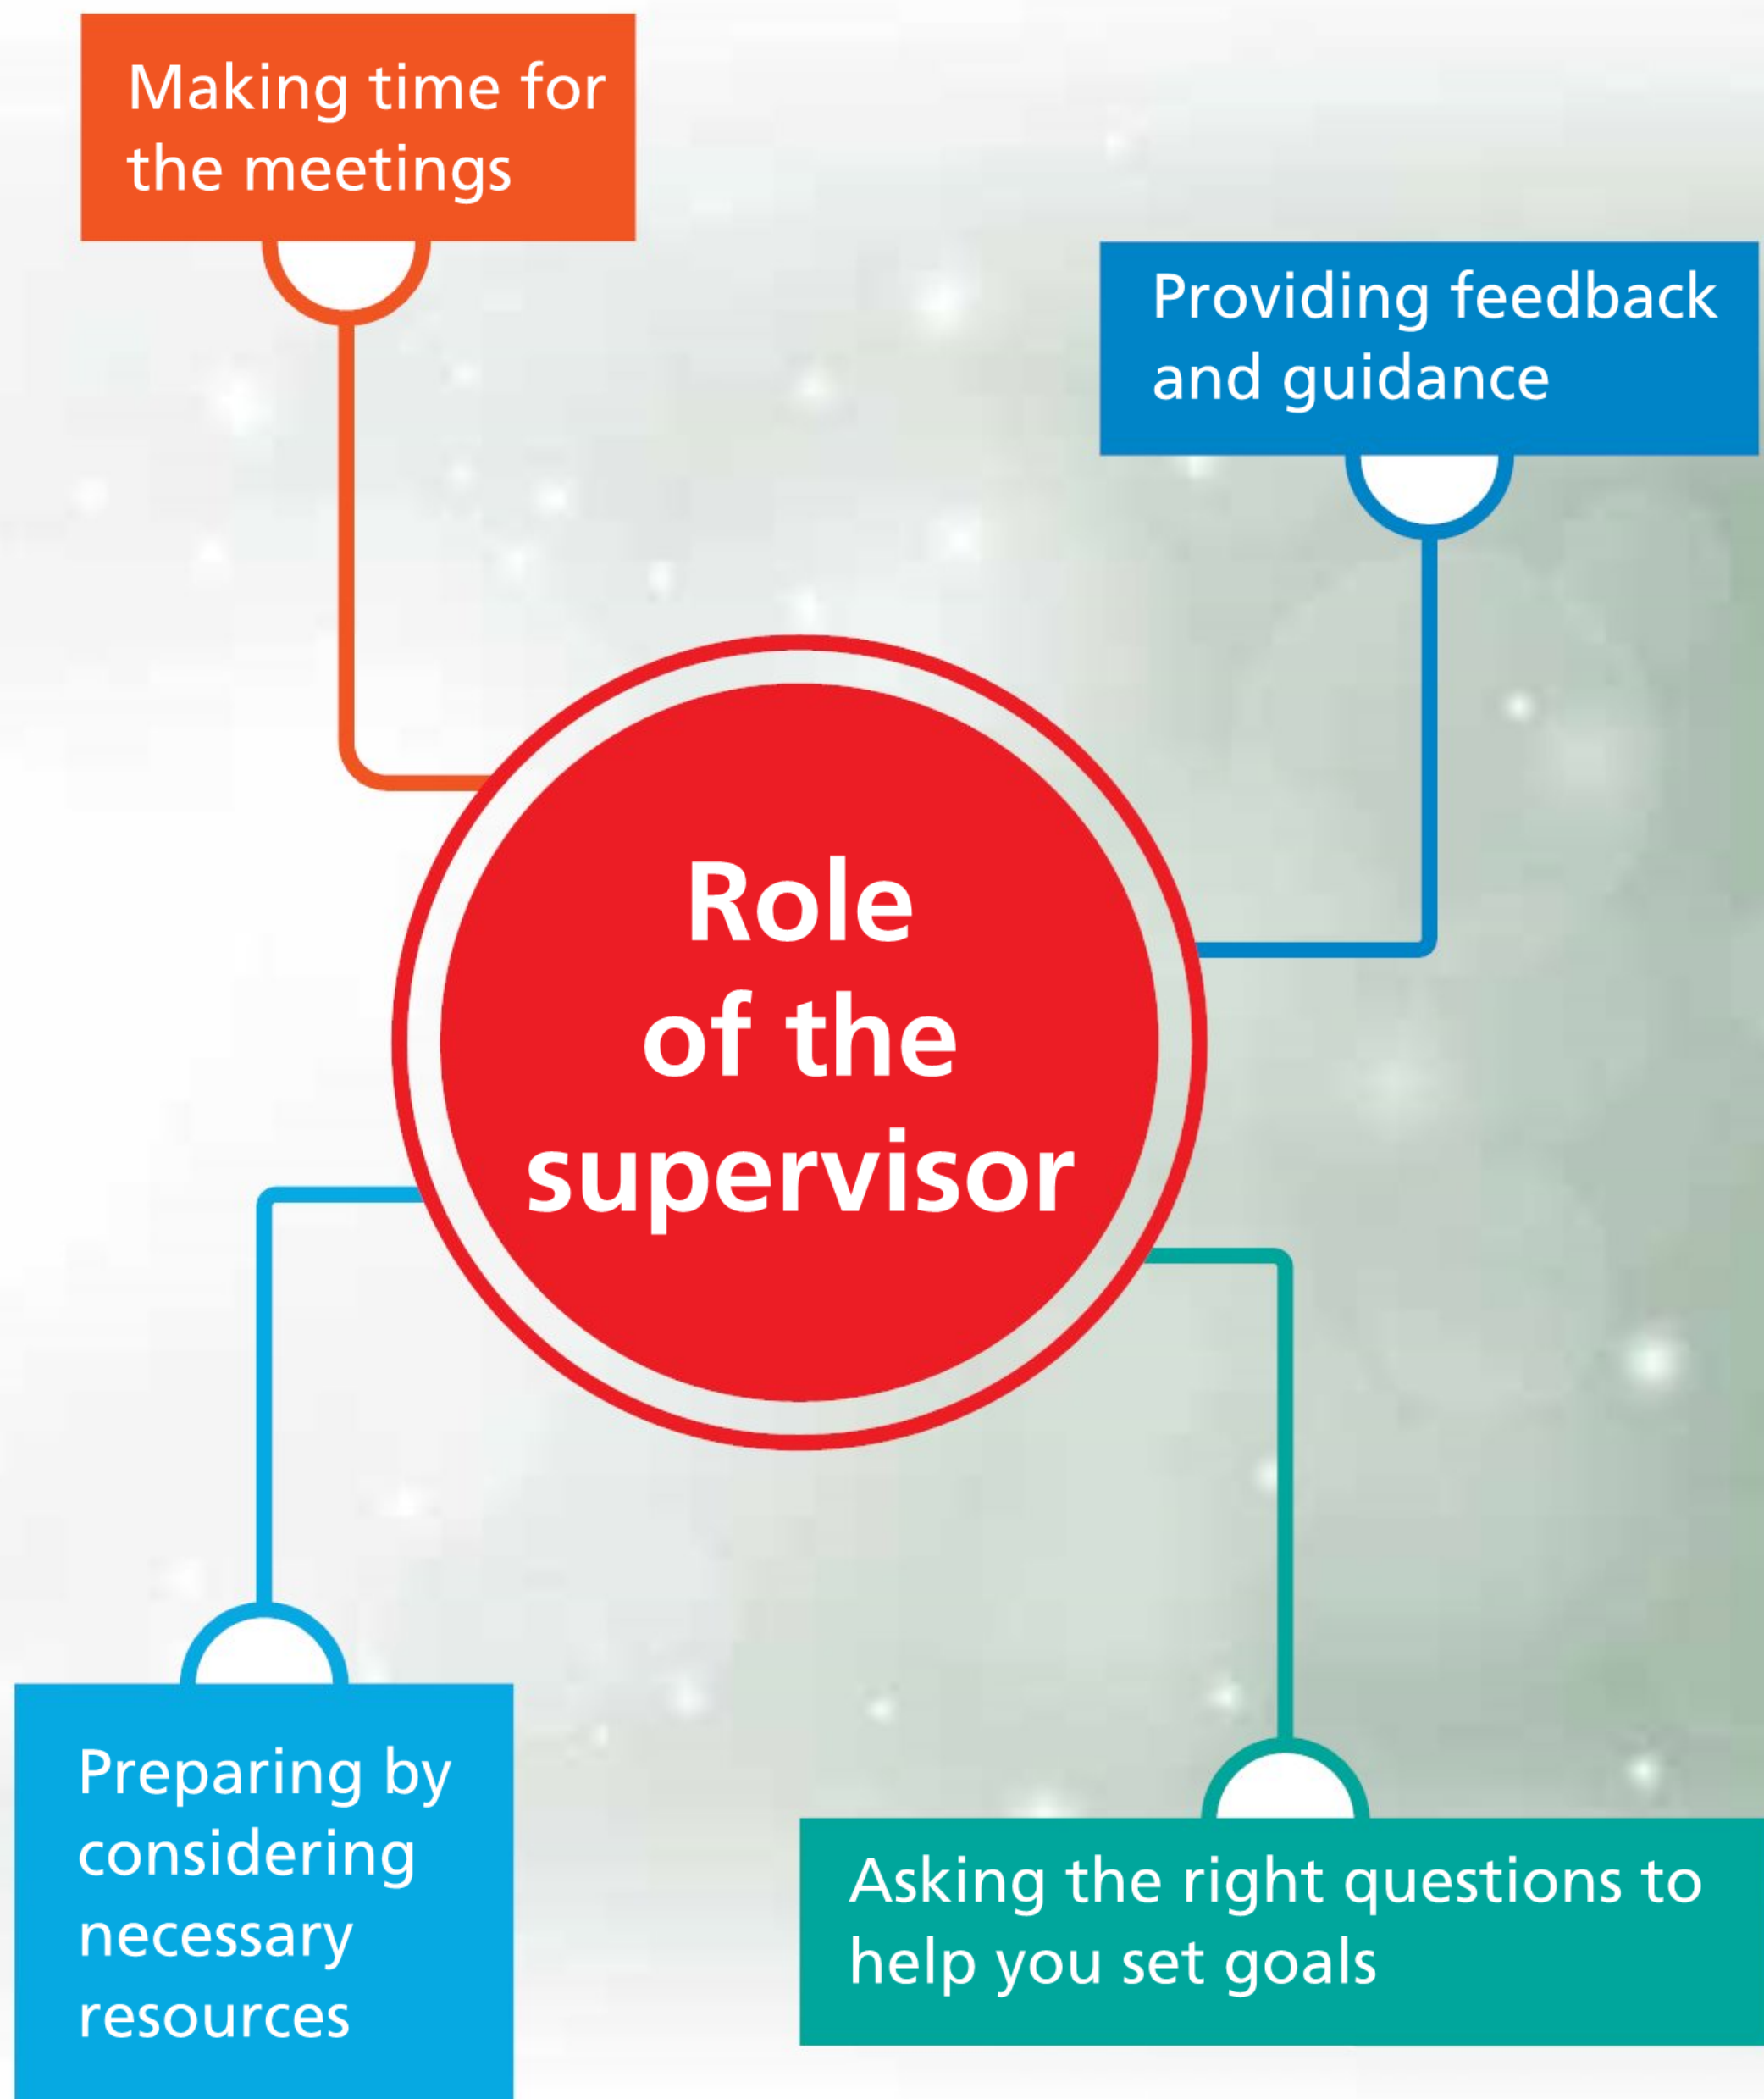 Making time for
the meetings
Providing feedback
and guidance
Role
of the
supervisor
Preparing by
considering
necessary
resources
Asking the right questions to
help you set goals